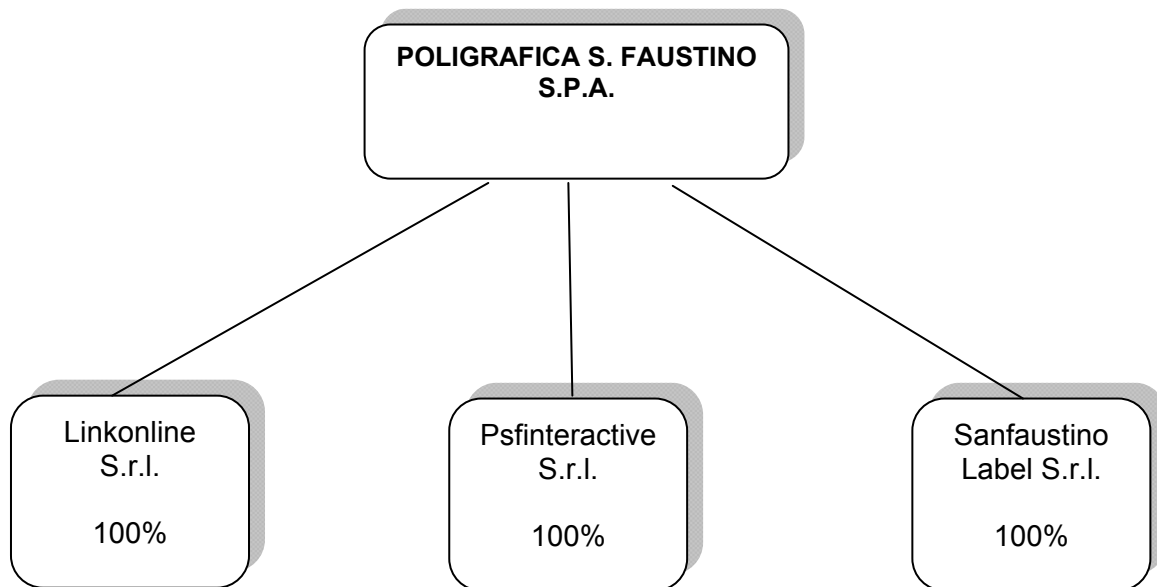 POLIGRAFICA S. FAUSTINO
S.P.A.
Linkonline
S.r.l.
100%
Psfinteractive
S.r.l.
100%
Sanfaustino
Label S.r.l.
100%